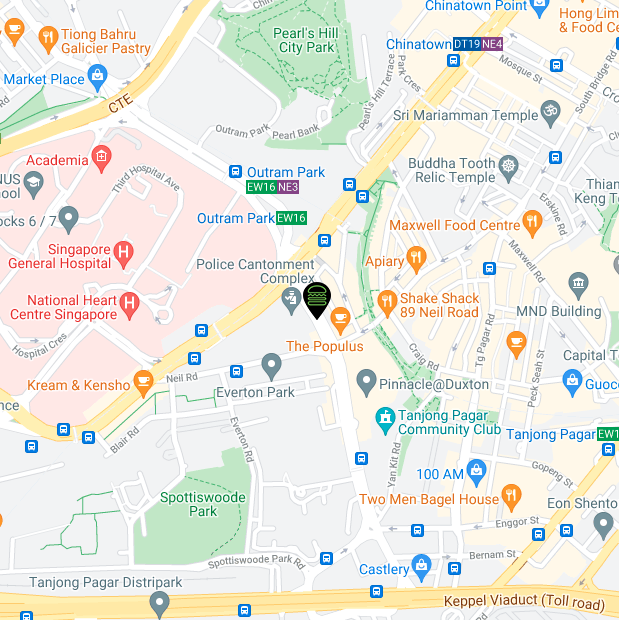 Chinatown Point
Hong Lim
& Food Ce
Tiong Bahru
Galicier Pastry
Pearl's Hill
City Park
Chinatown DT19 NE4
Market Place
CTE
Park Cres
Pearl's Hill Terrace
Mosque St
South Bridge Rd
Cro
Sri Mariamman Temple
Outram Park
Pearl Bank
Academia
Third Hospital Ave
Outram Park
EW16 NE3
Buddha Tooth
Relic Temple
NUS
hool
Thian
Keng Te
Erskine Rd
ocks 6 / 7
Outram Park EW16
Maxwell Food Centre
Maxwell Rd
Singapore
General Hospital
Police Cantonment
Complex
Apiary
National Heart
Centre Singapore
Shake Shack
89 Neil Road
MND Building
Hospital Cres
The Populus
Craig Rd
Tg Pagar Rd
Peck Seah St
Capital T
Kream & Kensho
Neil Rd
Everton Park
Pinnacle@Duxton
Guoco
nce
Blair Rd
Everton Rd
Tanjong Pagar
Community Club
Tanjong Pagar EW1
Yan Kit Rd
100 AM
Gopeng St
Spottiswoode
Park
Two Men Bagel House
Eon Shento
Enggor St
Spottiswoode Park Rd
Bernam St
Castlery
Tanjong Pagar Distripark
Keppel Viaduct (Toll road)